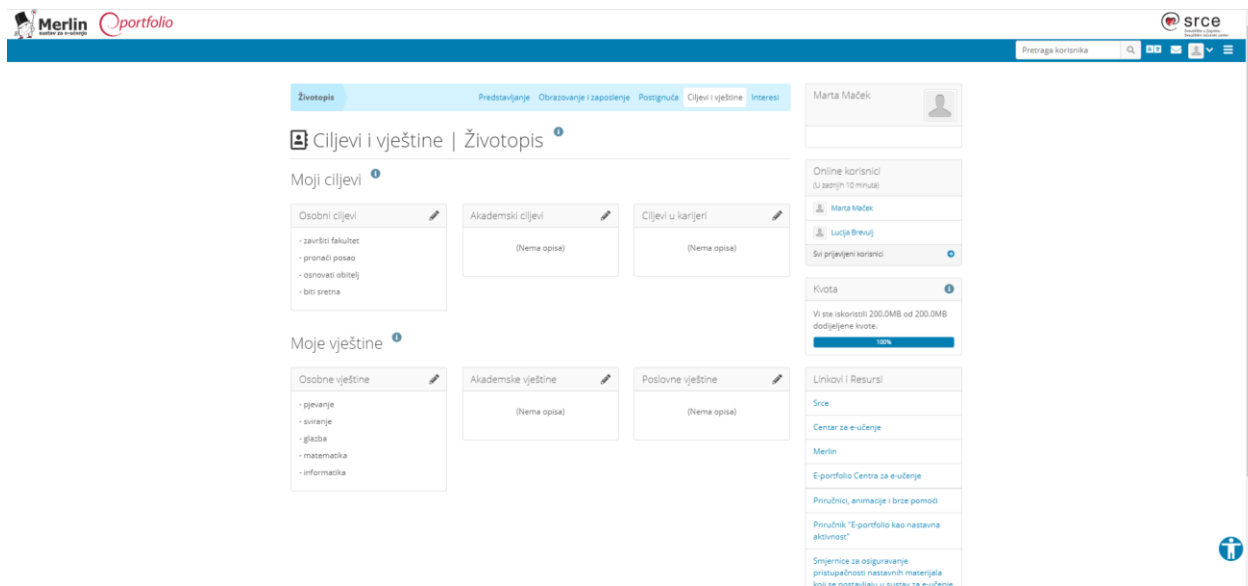 Merlin
sustav za e-učenje
portfolio
srce
Pretraga korisnika
Životopis
Predstavljanje Obrazovanje i zaposlenje Postignuća Ciljevi i vještine Interesi
Ciljevi i vještine | Životopis
Moji ciljevi
Osobni ciljevi
- završiti fakultet
- pronaći posao
- osnovati obitelj
- biti sretna
Akademski ciljevi
(Nema opisa)
Ciljevi u karijeri
(Nema opisa)
Moje vještine
Osobne vještine
- pjevanje
- sviranje
- glazba
- matematika
- informatika
Akademske vještine
(Nema opisa)
Poslovne vještine
(Nema opisa)
Marta Maček
Online korisnici
(U zadnjih 10 minuta)
Marta Maček
Lucija Brevulj
Svi prijavljeni korisnici
Kvota
Vi ste iskoristili 200.0MB od 200.0MB
dodijeljene kvote.
100%
Linkovi i Resursi
Srce
Centar za e-učenje
Merlin
E-portfolio Centra za e-učenje
Priručnici, animacije i brze pomoći
Priručnik "E-portfolio kao nastavna
aktivnost"
Smjernice za osiguravanje
pristupačnosti nastavnih materijala
koji se postavljaju u sustav za e-učenje